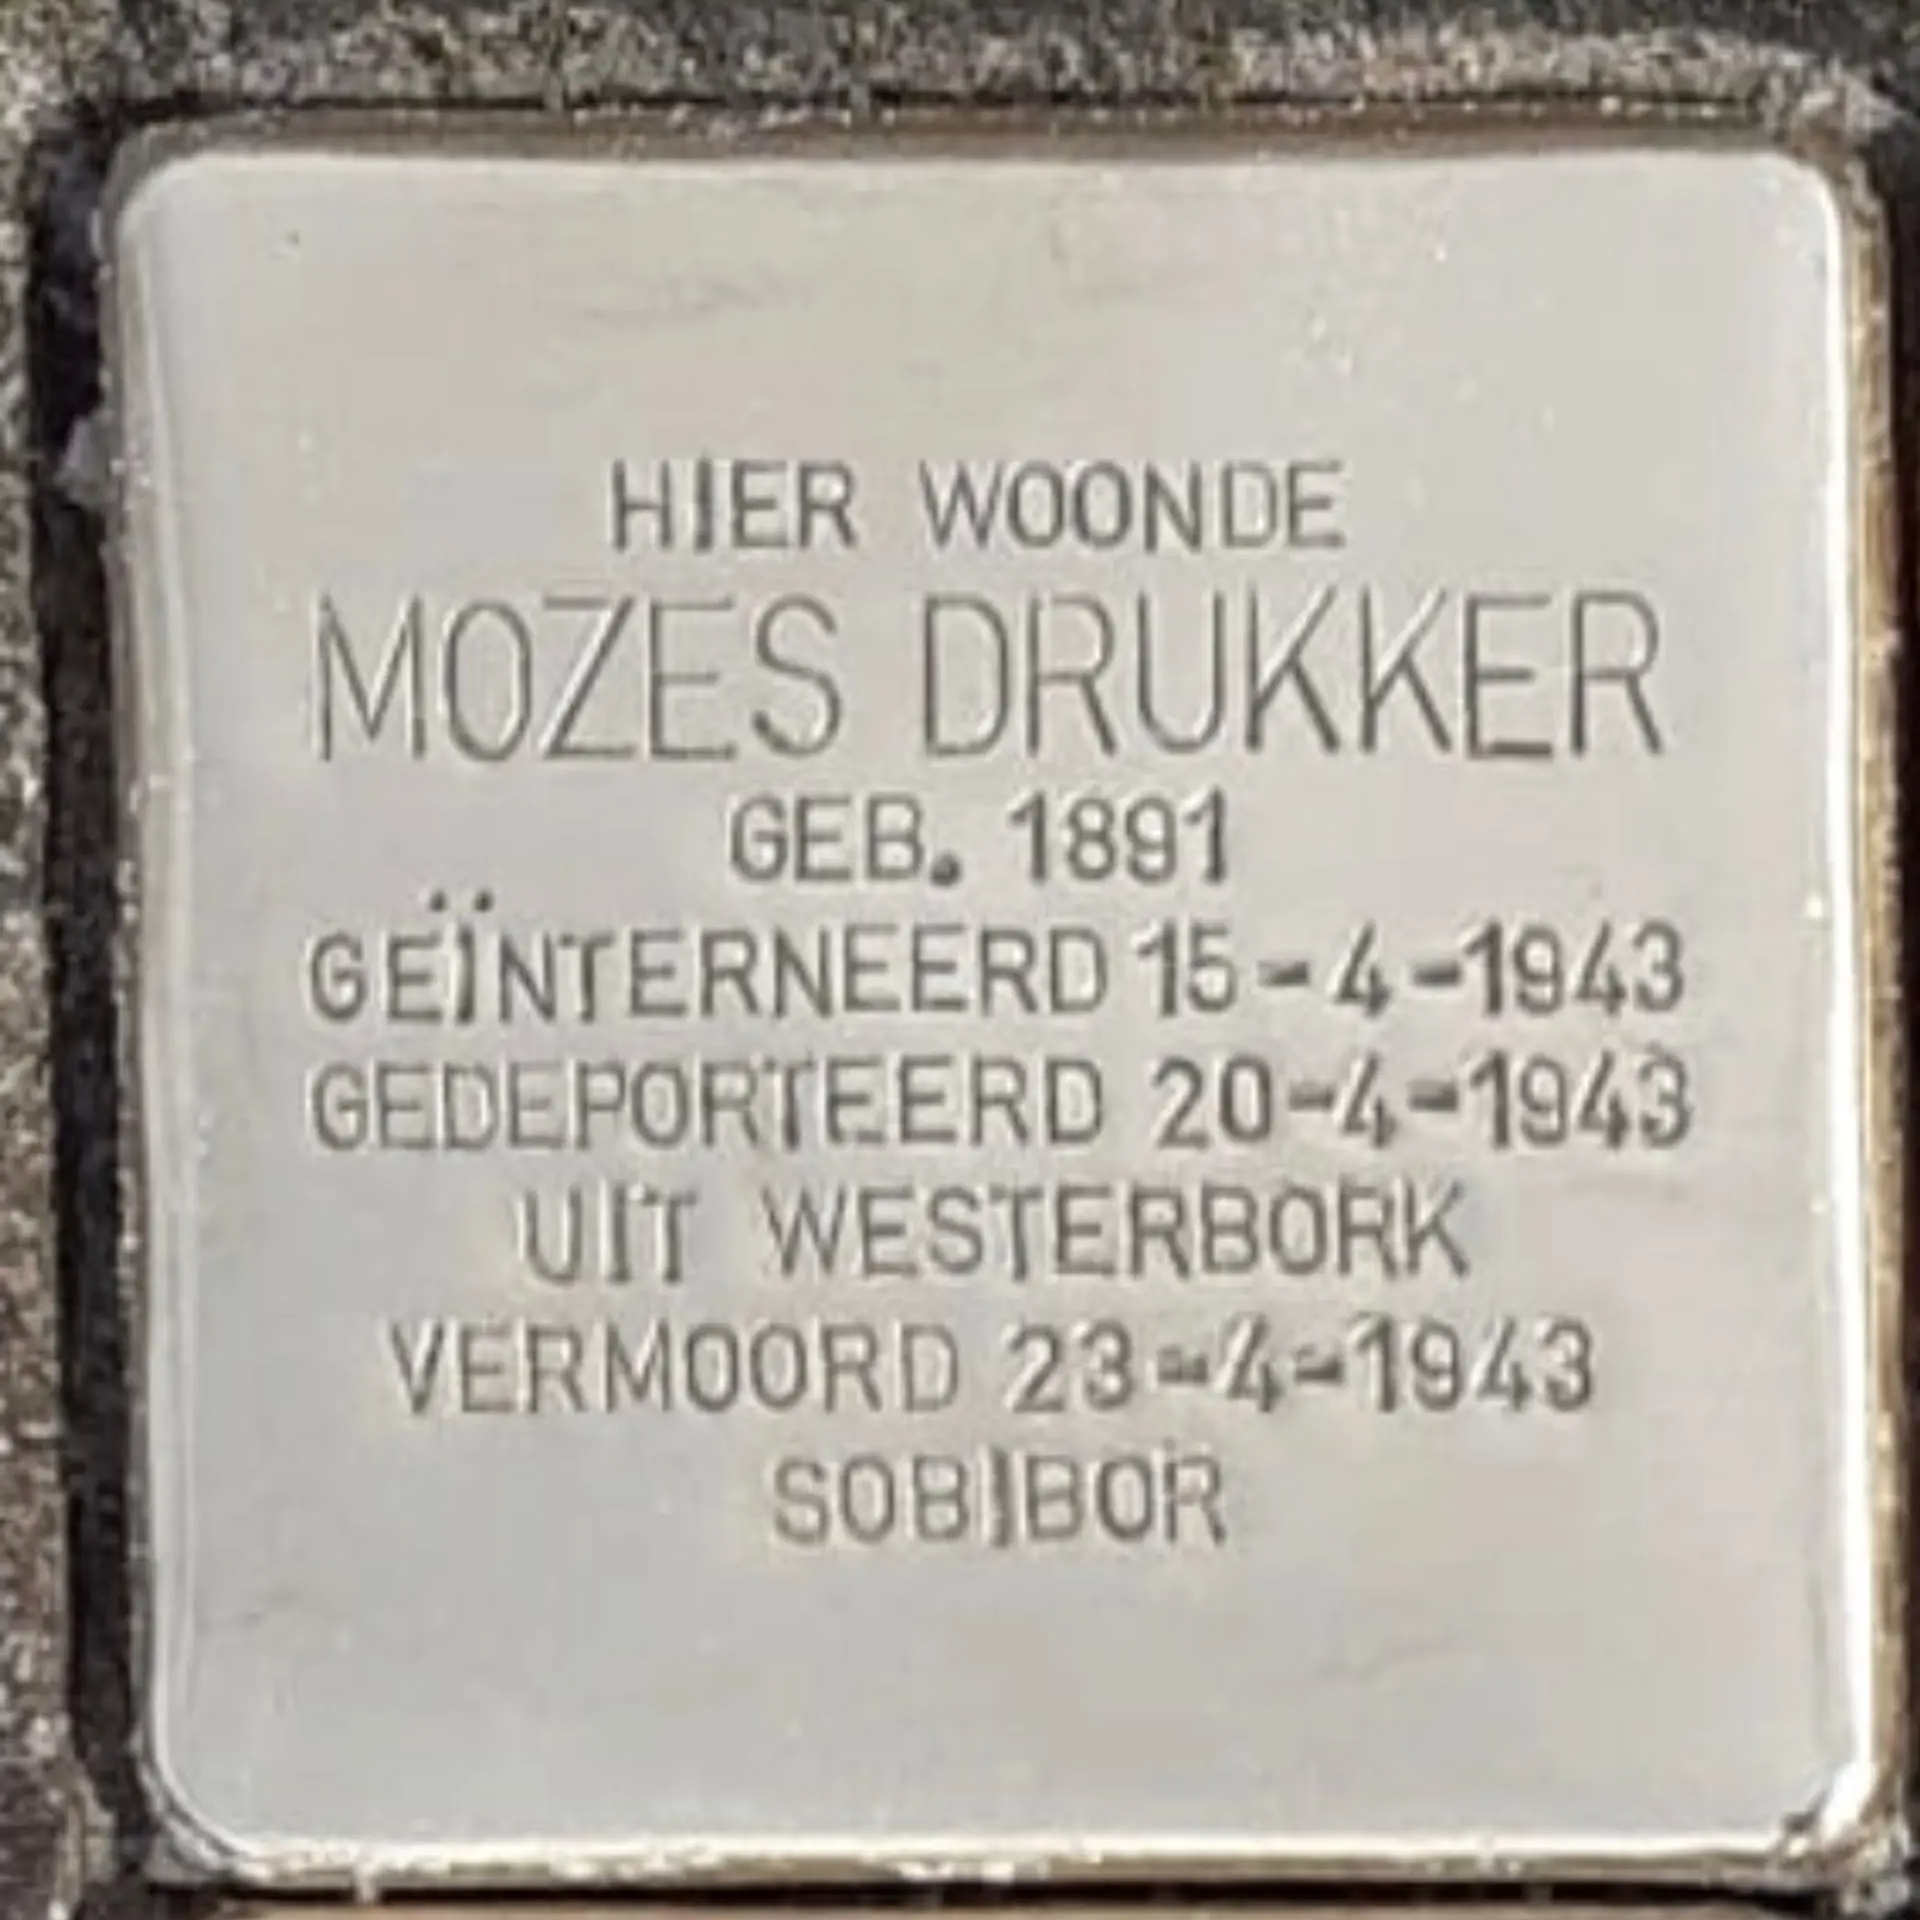 HIER WOONDE
MOZES DRUKKER
GEB. 1891
GEÏNTERNEERD 15-4-1943
GEDEPORTEERD 20-4-1943
UIT WESTERBORK
VERMOORD 23-4-1943
SOBIBOR